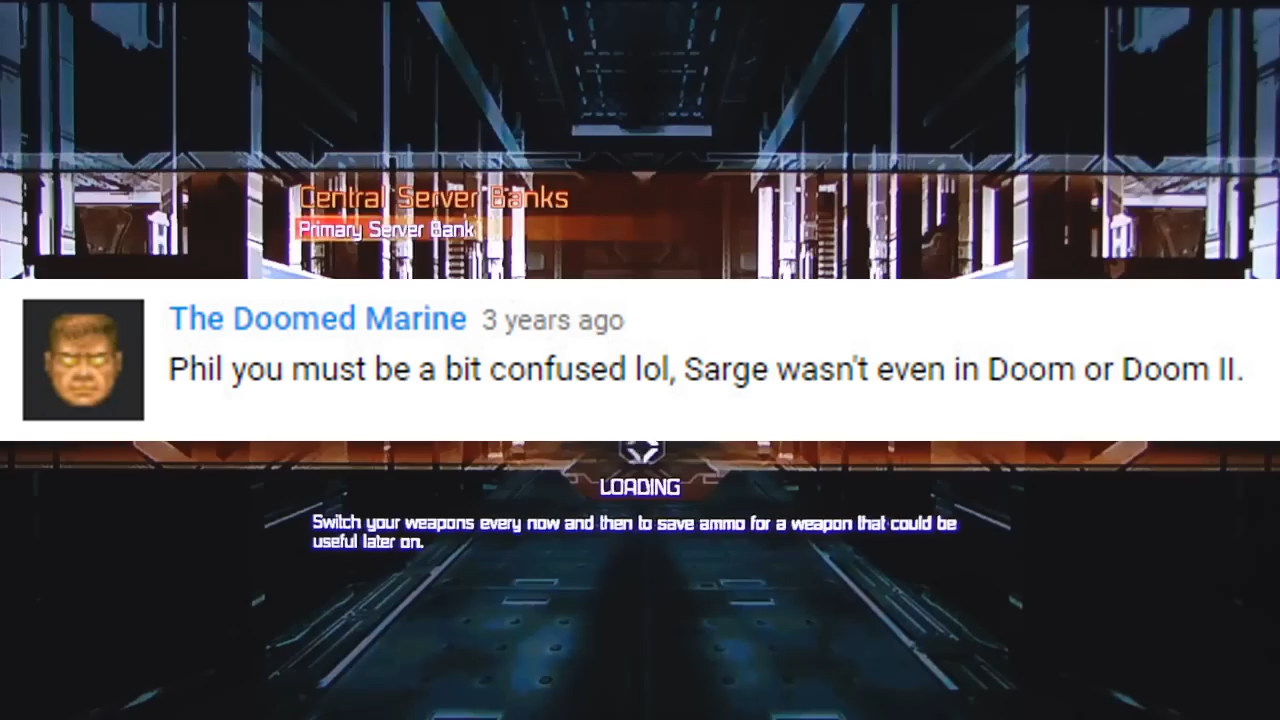 Central Server Banks
Primary Server Bank
The Doomed Marine 3 years ago
Phil you must be a bit confused lol, Sarge wasn't even in Doom or Doom II.
LOADING
Switch your weapons every now and then to save ammo for a weapon that could be
useful later on.